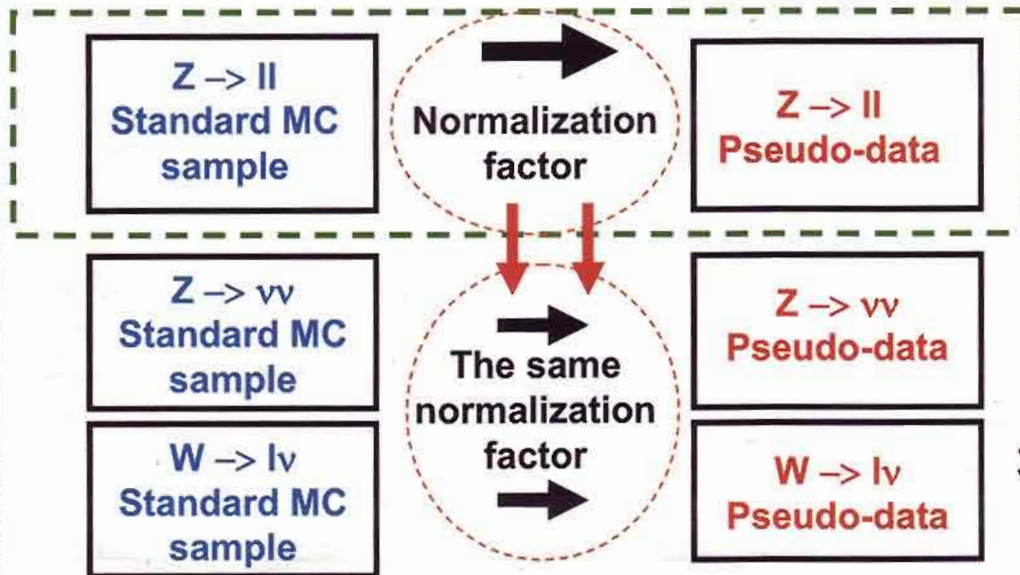 Z –> ll
Standard MC
sample
Normalization
factor
Z –> ll
Pseudo-data
Z –> νν
Standard MC
sample
The same
normalization
factor
Z –> νν
Pseudo-data
W –> lν
Standard MC
sample
W –> lν
Pseudo-data